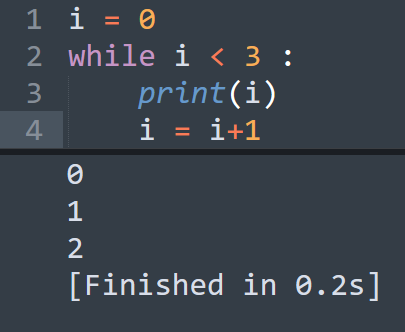 1 i = 0
2 while i < 3 :
3     print(i)
4     i = i+1
0
1
2
[Finished in 0.2s]